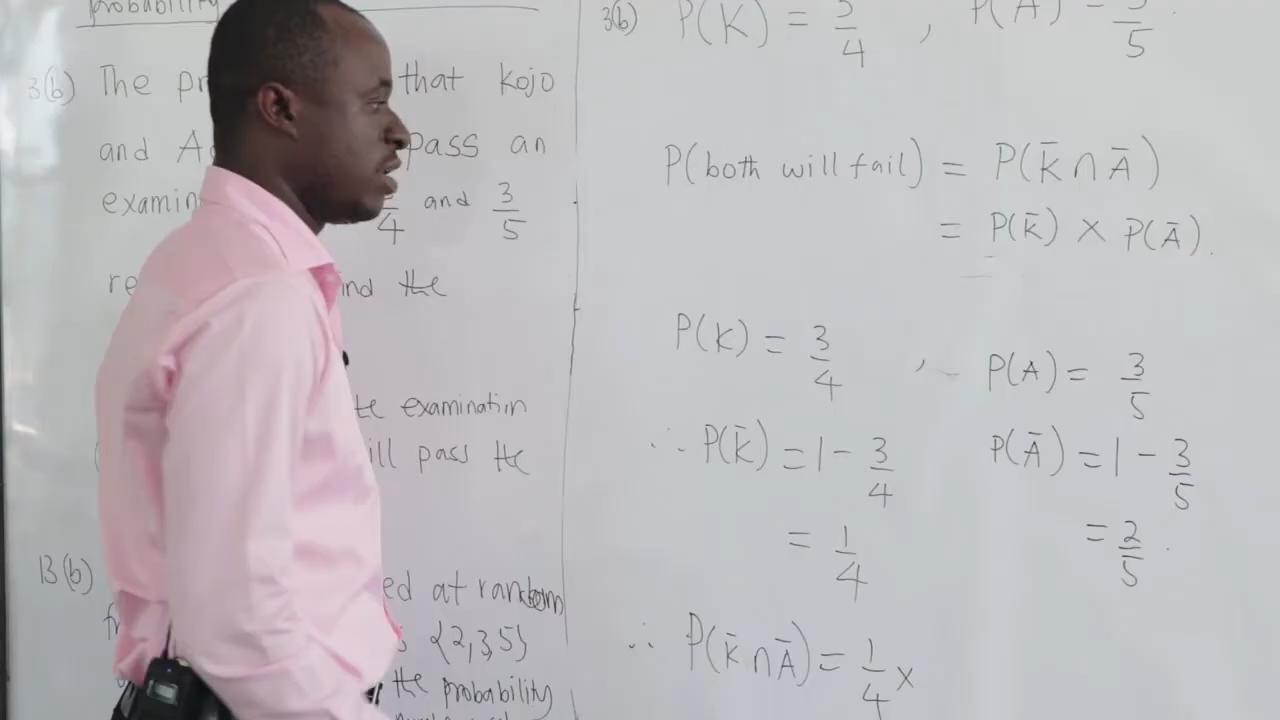 probability
3(b) The that kojo
and pass an
examin 4 and 3/5
nd the
te examination
ill pass the
13(b) ed at random
{2,3,5}
the probability
3(b) P(K) = 3/4 , P(A) = 3/5.
P(both will fail) = P(K̄ ∩ Ā)
= P(K̄) × P(Ā).
P(K) = 3/4 , P(A) = 3/5
∴ P(K̄) = 1 - 3/4 P(Ā) = 1 - 3/5
= 1/4 = 2/5.
∴ P(K̄ ∩ Ā) = 1/4 ×